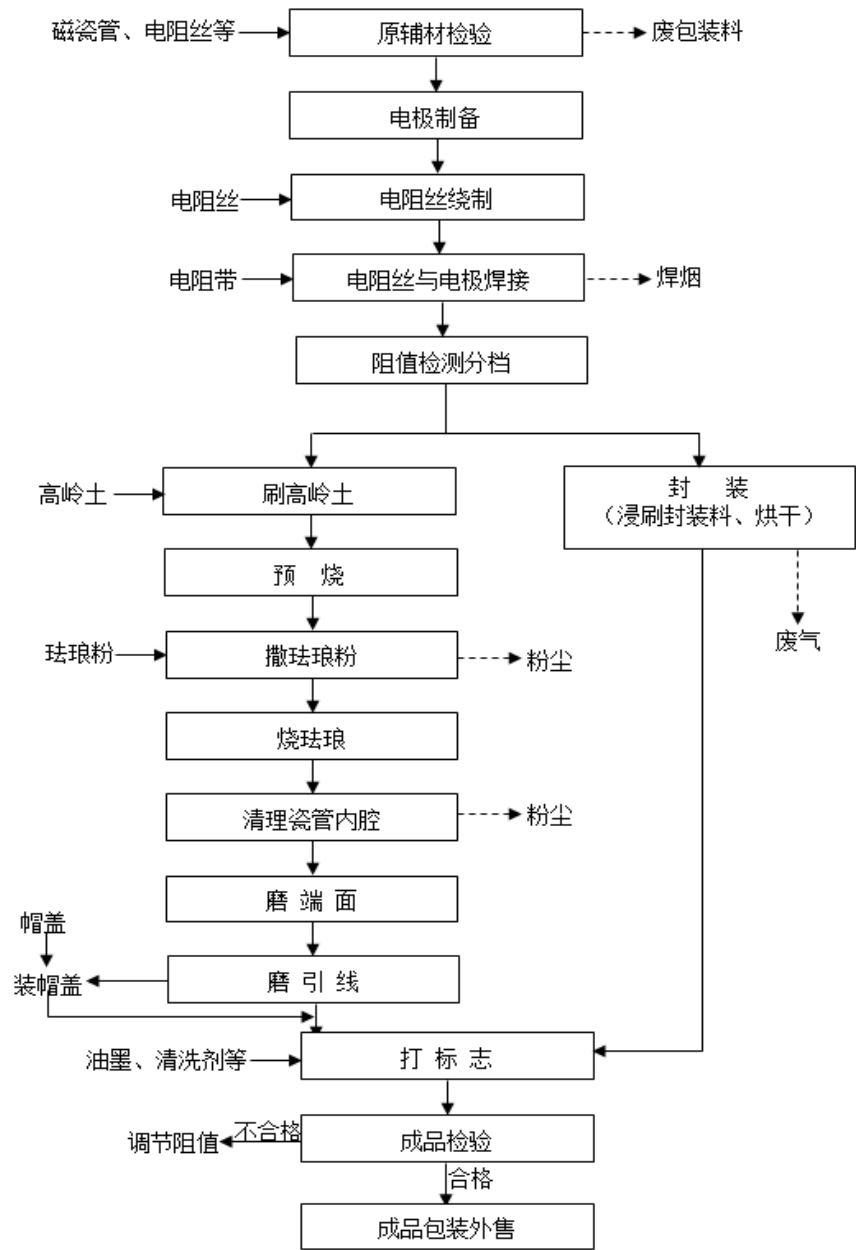 磁瓷管、电阻丝等
原辅材检验
废包装料
电极制备
电阻丝
电阻丝绕制
电阻带
电阻丝与电极焊接
焊烟
阻值检测分档
高岭土
刷高岭土
封 装
（浸刷封装料、烘干）
预 烧
废气
珐琅粉
撒珐琅粉
粉尘
烧珐琅
清理瓷管内腔
粉尘
磨 端 面
帽盖
装帽盖
磨 引 线
油墨、清洗剂等
打 标 志
调节阻值
不合格
成品检验
合格
成品包装外售